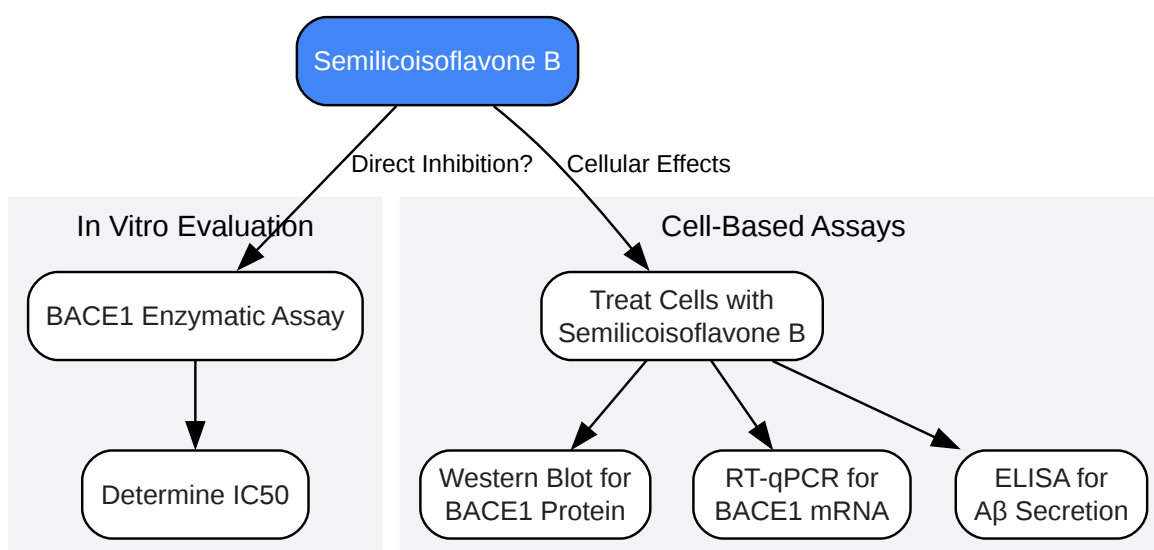 Semilicoisoflavone B
Direct Inhibition?
Cellular Effects
In Vitro Evaluation
Cell-Based Assays
BACE1 Enzymatic Assay
Treat Cells with
Semilicoisoflavone B
Determine IC50
Western Blot for
BACE1 Protein
RT-qPCR for
BACE1 mRNA
ELISA for
Aβ Secretion